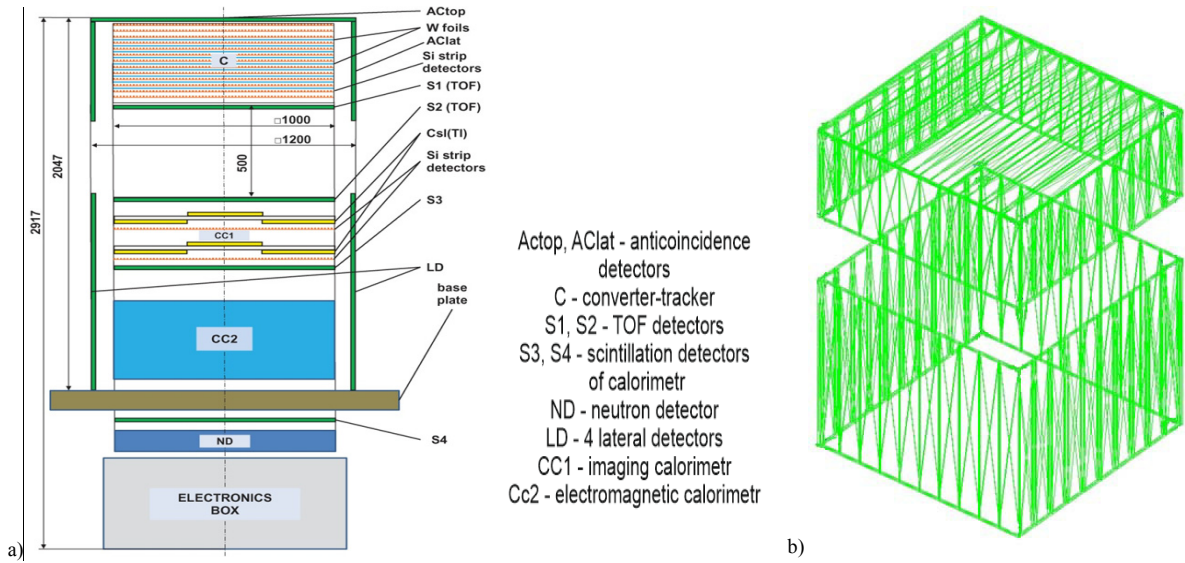 ACtop
W foils
AClat
Si strip
detectors
S1 (TOF)
S2 (TOF)
CsI(Tl)
Si strip
detectors
S3
LD
base
plate
S4
C
□1000
□1200
500
2047
2917
CC1
CC2
ND
ELECTRONICS
BOX
a)
Actop, AClat - anticoincidence
detectors
C - converter-tracker
S1, S2 - TOF detectors
S3, S4 - scintillation detectors
of calorimetr
ND - neutron detector
LD - 4 lateral detectors
CC1 - imaging calorimetr
Cc2 - electromagnetic calorimetr
b)